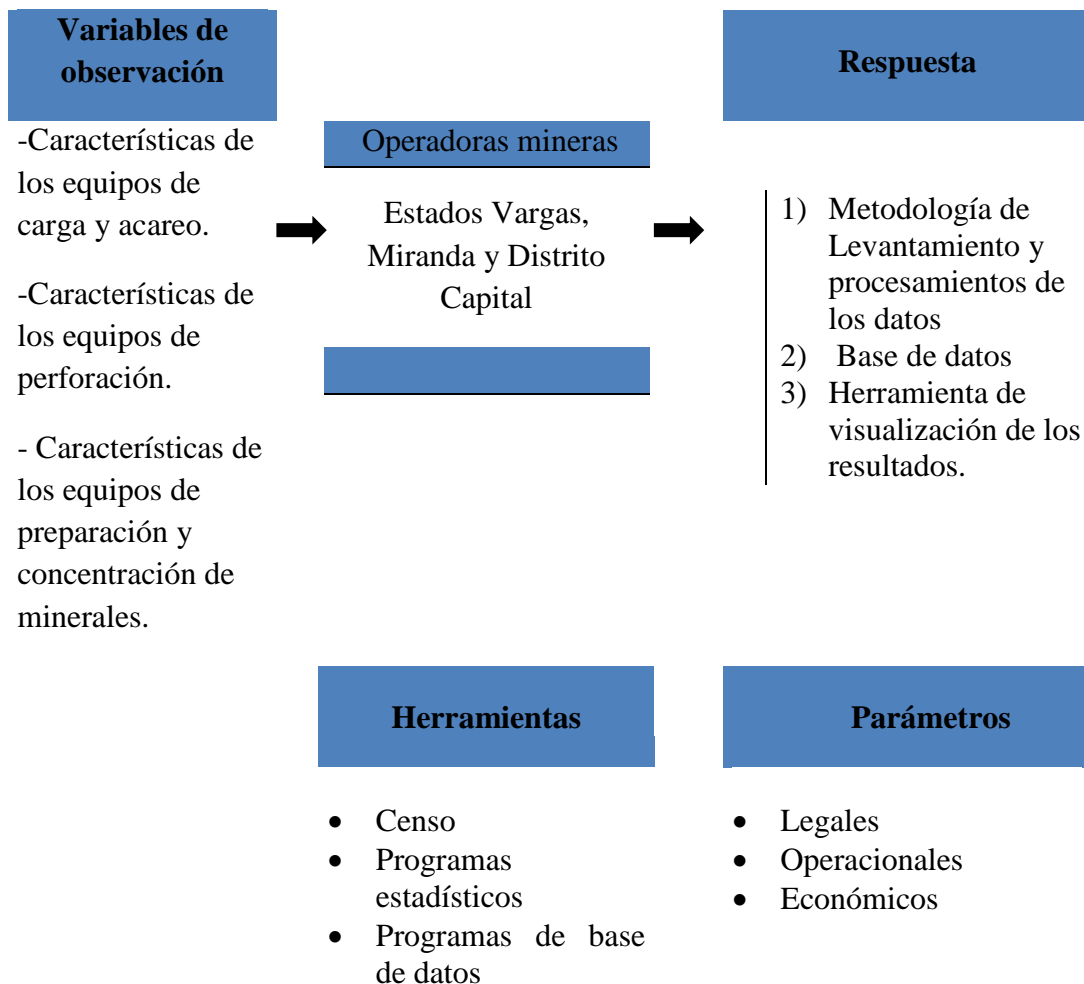 Variables de
observación
-Características de
los equipos de
carga y acareo.
-Características de
los equipos de
perforación.
- Características de
los equipos de
preparación y
concentración de
minerales.
Operadoras mineras
Estados Vargas,
Miranda y Distrito
Capital
Respuesta
1) Metodología de
Levantamiento y
procesamientos de
los datos
2) Base de datos
3) Herramienta de
visualización de los
resultados.
Herramientas
• Censo
• Programas
estadísticos
• Programas de base
de datos
Parámetros
• Legales
• Operacionales
• Económicos